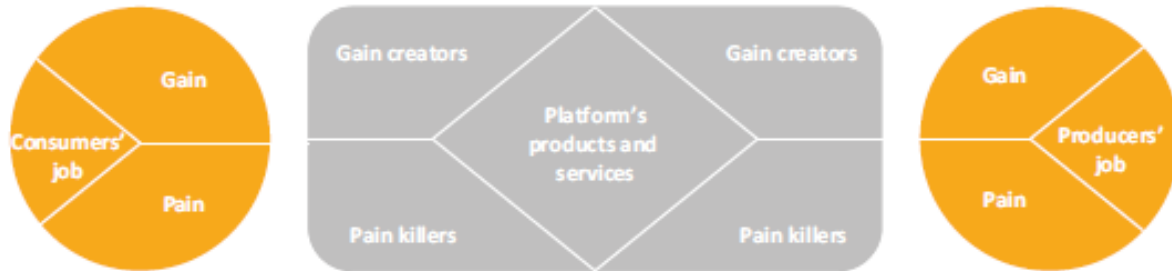 Gain
Consumers'
job
Pain
Gain creators
Gain creators
Platform's
products and
services
Pain killers
Pain killers
Gain
Producers'
job
Pain